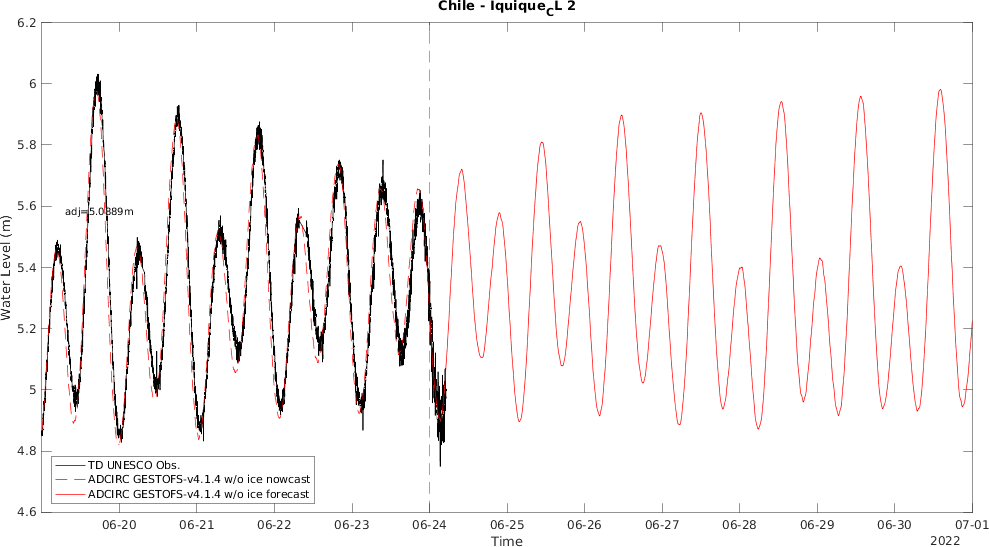 Chile - Iquique_CL 2
Water Level (m)
6.2
6
5.8
5.6
5.4
5.2
5
4.8
4.6
adj=5.0889m
TD UNESCO Obs.
ADCIRC GESTOFS-v4.1.4 w/o ice nowcast
ADCIRC GESTOFS-v4.1.4 w/o ice forecast
06-20 06-21 06-22 06-23 06-24 06-25 06-26 06-27 06-28 06-29 06-30 07-01
Time
2022